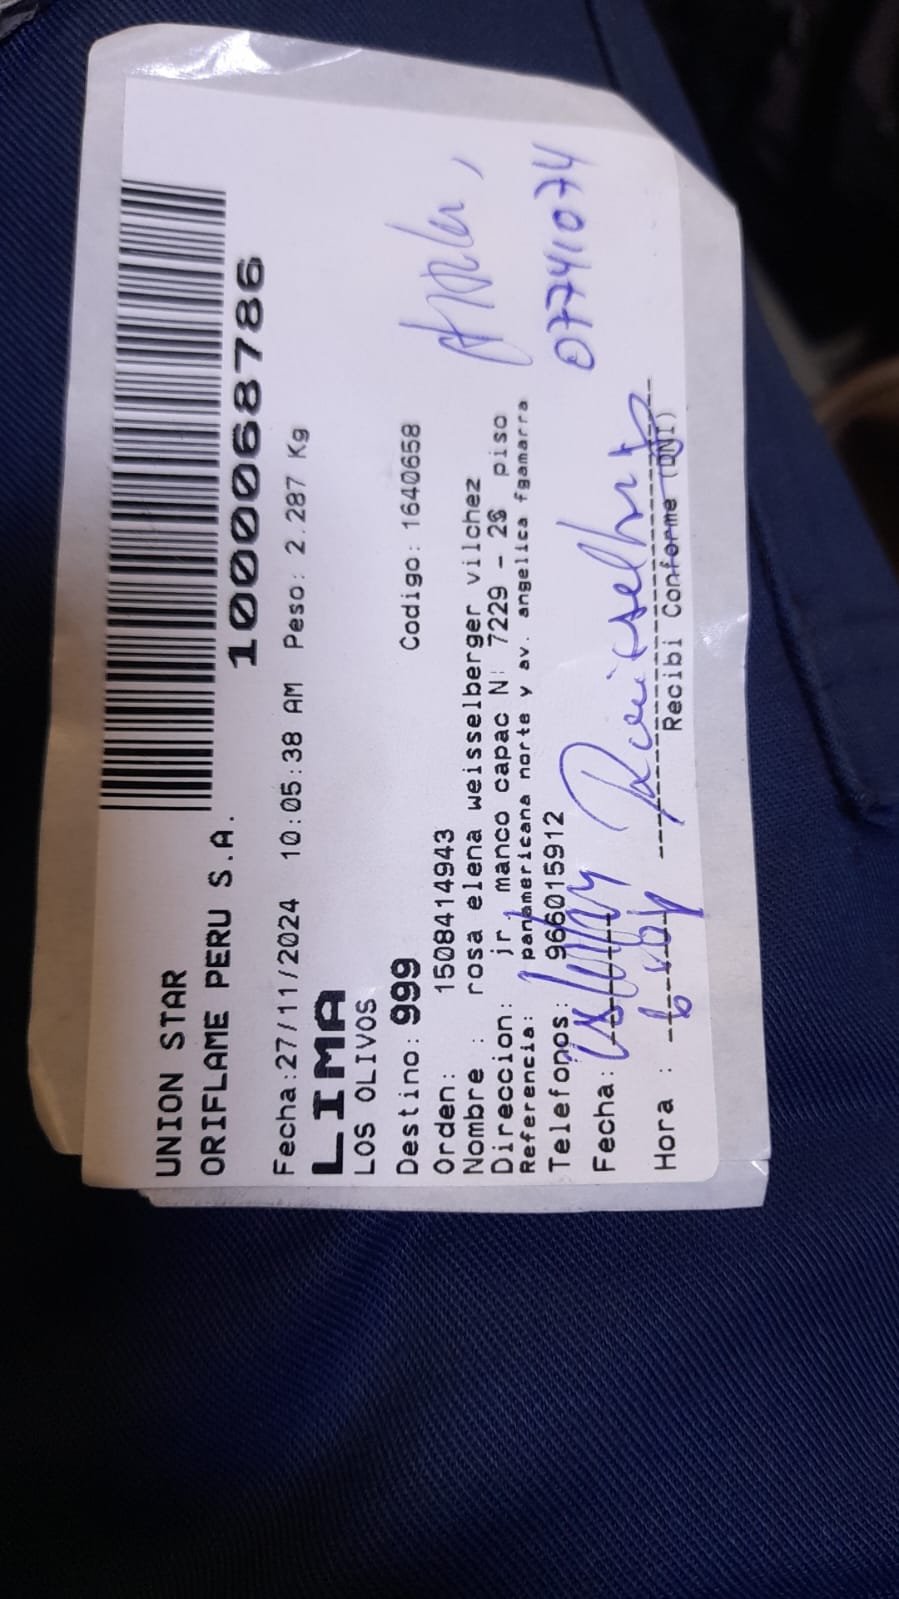 UNION STAR
ORIFLAME PERU S.A.
1000068786
Fecha:27/11/2024 10:05:38 AM Peso: 2.287 Kg
LIMA
LOS OLIVOS
Destino: 999 Codigo: 1640658
Orden: 1508414943
Nombre : rosa elena weisselberger vilchez
Direccion: jr manco capac N 7229 - 2 piso
Referencia: panamericana norte y av. angelica fgamarra
Telefonos: 966015912
07741074
Fecha:
Hora :
Recibi Conforme (DNI)